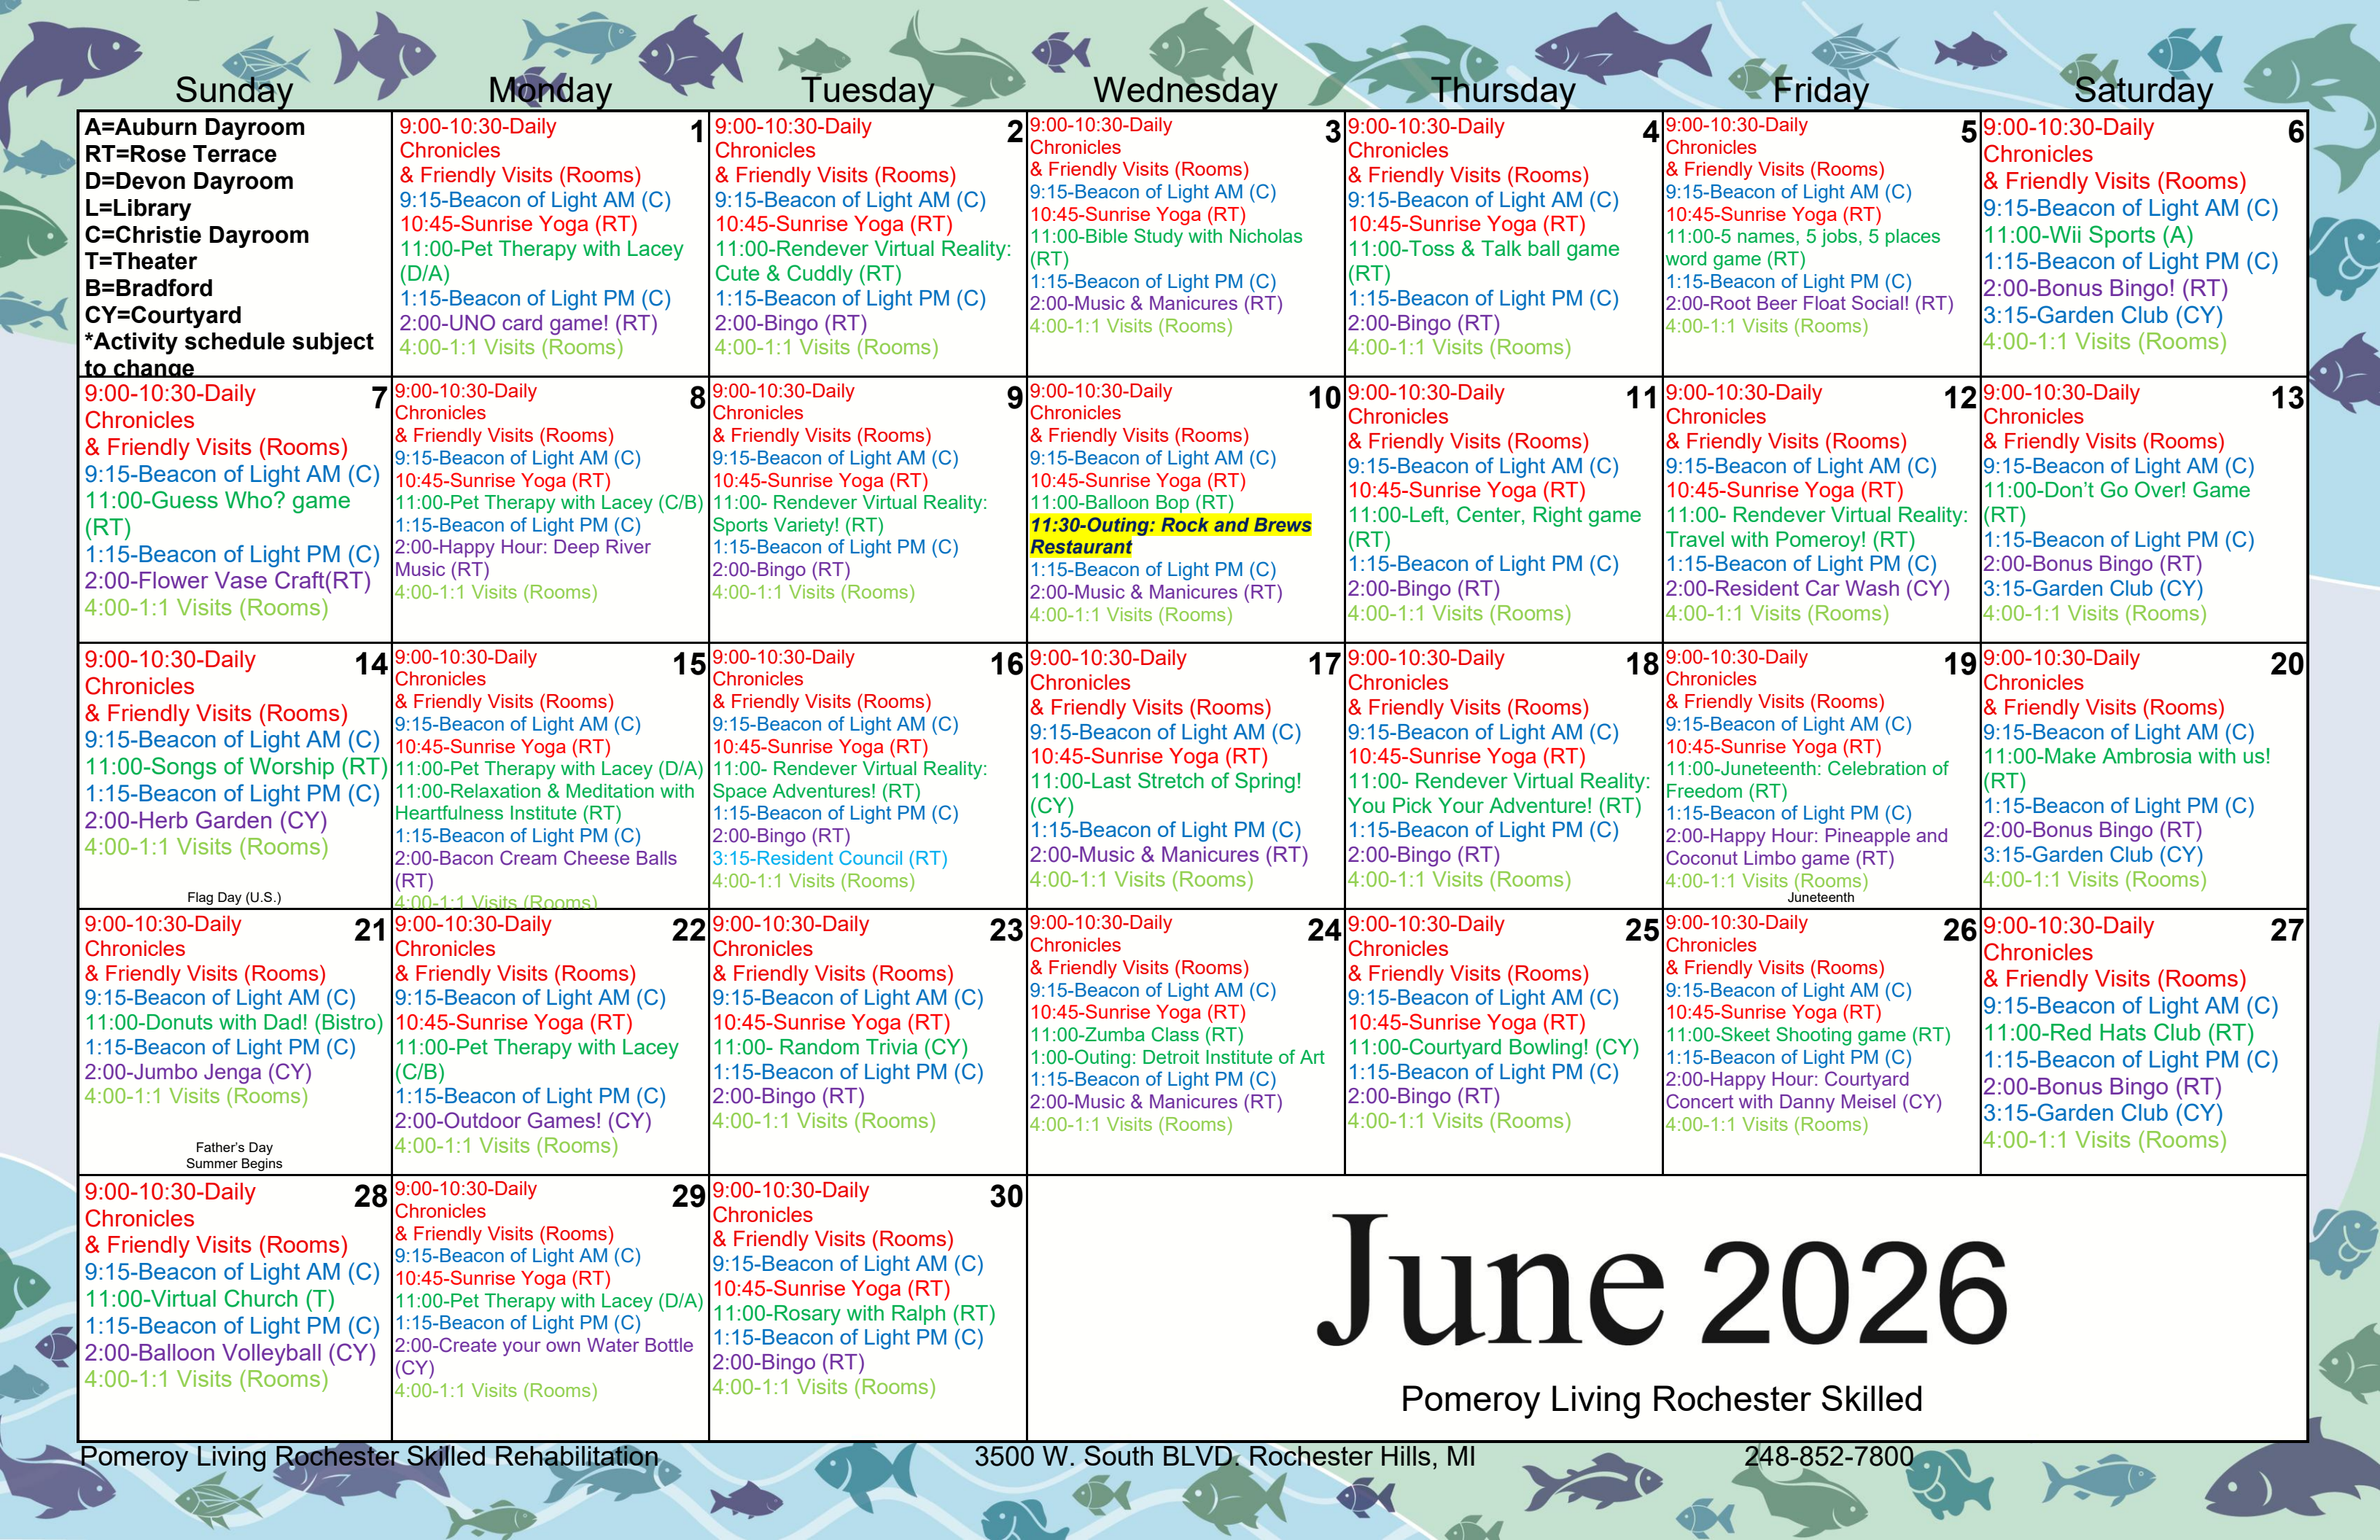 Sunday Monday Tuesday Wednesday Thursday Friday Saturday
A=Auburn Dayroom
RT=Rose Terrace
D=Devon Dayroom
L=Library
C=Christie Dayroom
T=Theater
B=Bradford
CY=Courtyard
*Activity schedule subject
to change
1
9:00-10:30-Daily
Chronicles
& Friendly Visits (Rooms)
9:15-Beacon of Light AM (C)
10:45-Sunrise Yoga (RT)
11:00-Pet Therapy with Lacey
(D/A)
1:15-Beacon of Light PM (C)
2:00-UNO card game! (RT)
4:00-1:1 Visits (Rooms)
2
9:00-10:30-Daily
Chronicles
& Friendly Visits (Rooms)
9:15-Beacon of Light AM (C)
10:45-Sunrise Yoga (RT)
11:00-Rendever Virtual Reality:
Cute & Cuddly (RT)
1:15-Beacon of Light PM (C)
2:00-Bingo (RT)
4:00-1:1 Visits (Rooms)
3
9:00-10:30-Daily
Chronicles
& Friendly Visits (Rooms)
9:15-Beacon of Light AM (C)
10:45-Sunrise Yoga (RT)
11:00-Bible Study with Nicholas
(RT)
1:15-Beacon of Light PM (C)
2:00-Music & Manicures (RT)
4:00-1:1 Visits (Rooms)
4
9:00-10:30-Daily
Chronicles
& Friendly Visits (Rooms)
9:15-Beacon of Light AM (C)
10:45-Sunrise Yoga (RT)
11:00-Toss & Talk ball game
(RT)
1:15-Beacon of Light PM (C)
2:00-Bingo (RT)
4:00-1:1 Visits (Rooms)
5
9:00-10:30-Daily
Chronicles
& Friendly Visits (Rooms)
9:15-Beacon of Light AM (C)
10:45-Sunrise Yoga (RT)
11:00-5 names, 5 jobs, 5 places
word game (RT)
1:15-Beacon of Light PM (C)
2:00-Root Beer Float Social! (RT)
4:00-1:1 Visits (Rooms)
6
9:00-10:30-Daily
Chronicles
& Friendly Visits (Rooms)
9:15-Beacon of Light AM (C)
11:00-Wii Sports (A)
1:15-Beacon of Light PM (C)
2:00-Bonus Bingo! (RT)
3:15-Garden Club (CY)
4:00-1:1 Visits (Rooms)
7
9:00-10:30-Daily
Chronicles
& Friendly Visits (Rooms)
9:15-Beacon of Light AM (C)
11:00-Guess Who? game
(RT)
1:15-Beacon of Light PM (C)
2:00-Flower Vase Craft(RT)
4:00-1:1 Visits (Rooms)
8
9:00-10:30-Daily
Chronicles
& Friendly Visits (Rooms)
9:15-Beacon of Light AM (C)
10:45-Sunrise Yoga (RT)
11:00-Pet Therapy with Lacey (C/B)
1:15-Beacon of Light PM (C)
2:00-Happy Hour: Deep River
Music (RT)
4:00-1:1 Visits (Rooms)
9
9:00-10:30-Daily
Chronicles
& Friendly Visits (Rooms)
9:15-Beacon of Light AM (C)
10:45-Sunrise Yoga (RT)
11:00- Rendever Virtual Reality:
Sports Variety! (RT)
1:15-Beacon of Light PM (C)
2:00-Bingo (RT)
4:00-1:1 Visits (Rooms)
10
9:00-10:30-Daily
Chronicles
& Friendly Visits (Rooms)
9:15-Beacon of Light AM (C)
10:45-Sunrise Yoga (RT)
11:00-Balloon Bop (RT)
11:30-Outing: Rock and Brews
Restaurant
1:15-Beacon of Light PM (C)
2:00-Music & Manicures (RT)
4:00-1:1 Visits (Rooms)
11
9:00-10:30-Daily
Chronicles
& Friendly Visits (Rooms)
9:15-Beacon of Light AM (C)
10:45-Sunrise Yoga (RT)
11:00-Left, Center, Right game
(RT)
1:15-Beacon of Light PM (C)
2:00-Bingo (RT)
4:00-1:1 Visits (Rooms)
12
9:00-10:30-Daily
Chronicles
& Friendly Visits (Rooms)
9:15-Beacon of Light AM (C)
10:45-Sunrise Yoga (RT)
11:00- Rendever Virtual Reality:
Travel with Pomeroy! (RT)
1:15-Beacon of Light PM (C)
2:00-Resident Car Wash (CY)
4:00-1:1 Visits (Rooms)
13
9:00-10:30-Daily
Chronicles
& Friendly Visits (Rooms)
9:15-Beacon of Light AM (C)
11:00-Don’t Go Over! Game
(RT)
1:15-Beacon of Light PM (C)
2:00-Bonus Bingo (RT)
3:15-Garden Club (CY)
4:00-1:1 Visits (Rooms)
14
9:00-10:30-Daily
Chronicles
& Friendly Visits (Rooms)
9:15-Beacon of Light AM (C)
11:00-Songs of Worship (RT)
1:15-Beacon of Light PM (C)
2:00-Herb Garden (CY)
4:00-1:1 Visits (Rooms)
Flag Day (U.S.)
15
9:00-10:30-Daily
Chronicles
& Friendly Visits (Rooms)
9:15-Beacon of Light AM (C)
10:45-Sunrise Yoga (RT)
11:00-Pet Therapy with Lacey (D/A)
11:00-Relaxation & Meditation with
Heartfulness Institute (RT)
1:15-Beacon of Light PM (C)
2:00-Bacon Cream Cheese Balls
(RT)
4:00-1:1 Visits (Rooms)
16
9:00-10:30-Daily
Chronicles
& Friendly Visits (Rooms)
9:15-Beacon of Light AM (C)
10:45-Sunrise Yoga (RT)
11:00- Rendever Virtual Reality:
Space Adventures! (RT)
1:15-Beacon of Light PM (C)
2:00-Bingo (RT)
3:15-Resident Council (RT)
4:00-1:1 Visits (Rooms)
17
9:00-10:30-Daily
Chronicles
& Friendly Visits (Rooms)
9:15-Beacon of Light AM (C)
10:45-Sunrise Yoga (RT)
11:00-Last Stretch of Spring!
(CY)
1:15-Beacon of Light PM (C)
2:00-Music & Manicures (RT)
4:00-1:1 Visits (Rooms)
18
9:00-10:30-Daily
Chronicles
& Friendly Visits (Rooms)
9:15-Beacon of Light AM (C)
10:45-Sunrise Yoga (RT)
11:00- Rendever Virtual Reality:
You Pick Your Adventure! (RT)
1:15-Beacon of Light PM (C)
2:00-Bingo (RT)
4:00-1:1 Visits (Rooms)
19
9:00-10:30-Daily
Chronicles
& Friendly Visits (Rooms)
9:15-Beacon of Light AM (C)
10:45-Sunrise Yoga (RT)
11:00-Juneteenth: Celebration of
Freedom (RT)
1:15-Beacon of Light PM (C)
2:00-Happy Hour: Pineapple and
Coconut Limbo game (RT)
4:00-1:1 Visits (Rooms)
Juneteenth
20
9:00-10:30-Daily
Chronicles
& Friendly Visits (Rooms)
9:15-Beacon of Light AM (C)
11:00-Make Ambrosia with us!
(RT)
1:15-Beacon of Light PM (C)
2:00-Bonus Bingo (RT)
3:15-Garden Club (CY)
4:00-1:1 Visits (Rooms)
21
9:00-10:30-Daily
Chronicles
& Friendly Visits (Rooms)
9:15-Beacon of Light AM (C)
11:00-Donuts with Dad! (Bistro)
1:15-Beacon of Light PM (C)
2:00-Jumbo Jenga (CY)
4:00-1:1 Visits (Rooms)
Father’s Day
Summer Begins
22
9:00-10:30-Daily
Chronicles
& Friendly Visits (Rooms)
9:15-Beacon of Light AM (C)
10:45-Sunrise Yoga (RT)
11:00-Pet Therapy with Lacey
(C/B)
1:15-Beacon of Light PM (C)
2:00-Outdoor Games! (CY)
4:00-1:1 Visits (Rooms)
23
9:00-10:30-Daily
Chronicles
& Friendly Visits (Rooms)
9:15-Beacon of Light AM (C)
10:45-Sunrise Yoga (RT)
11:00- Random Trivia (CY)
1:15-Beacon of Light PM (C)
2:00-Bingo (RT)
4:00-1:1 Visits (Rooms)
24
9:00-10:30-Daily
Chronicles
& Friendly Visits (Rooms)
9:15-Beacon of Light AM (C)
10:45-Sunrise Yoga (RT)
11:00-Zumba Class (RT)
1:00-Outing: Detroit Institute of Art
1:15-Beacon of Light PM (C)
2:00-Music & Manicures (RT)
4:00-1:1 Visits (Rooms)
25
9:00-10:30-Daily
Chronicles
& Friendly Visits (Rooms)
9:15-Beacon of Light AM (C)
10:45-Sunrise Yoga (RT)
11:00-Courtyard Bowling! (CY)
1:15-Beacon of Light PM (C)
2:00-Bingo (RT)
4:00-1:1 Visits (Rooms)
26
9:00-10:30-Daily
Chronicles
& Friendly Visits (Rooms)
9:15-Beacon of Light AM (C)
10:45-Sunrise Yoga (RT)
11:00-Skeet Shooting game (RT)
1:15-Beacon of Light PM (C)
2:00-Happy Hour: Courtyard
Concert with Danny Meisel (CY)
4:00-1:1 Visits (Rooms)
27
9:00-10:30-Daily
Chronicles
& Friendly Visits (Rooms)
9:15-Beacon of Light AM (C)
11:00-Red Hats Club (RT)
1:15-Beacon of Light PM (C)
2:00-Bonus Bingo (RT)
3:15-Garden Club (CY)
4:00-1:1 Visits (Rooms)
28
9:00-10:30-Daily
Chronicles
& Friendly Visits (Rooms)
9:15-Beacon of Light AM (C)
11:00-Virtual Church (T)
1:15-Beacon of Light PM (C)
2:00-Balloon Volleyball (CY)
4:00-1:1 Visits (Rooms)
29
9:00-10:30-Daily
Chronicles
& Friendly Visits (Rooms)
9:15-Beacon of Light AM (C)
10:45-Sunrise Yoga (RT)
11:00-Pet Therapy with Lacey (D/A)
1:15-Beacon of Light PM (C)
2:00-Create your own Water Bottle
(CY)
4:00-1:1 Visits (Rooms)
30
9:00-10:30-Daily
Chronicles
& Friendly Visits (Rooms)
9:15-Beacon of Light AM (C)
10:45-Sunrise Yoga (RT)
11:00-Rosary with Ralph (RT)
1:15-Beacon of Light PM (C)
2:00-Bingo (RT)
4:00-1:1 Visits (Rooms)
June 2026
Pomeroy Living Rochester Skilled
Pomeroy Living Rochester Skilled Rehabilitation 3500 W. South BLVD. Rochester Hills, MI 248-852-7800